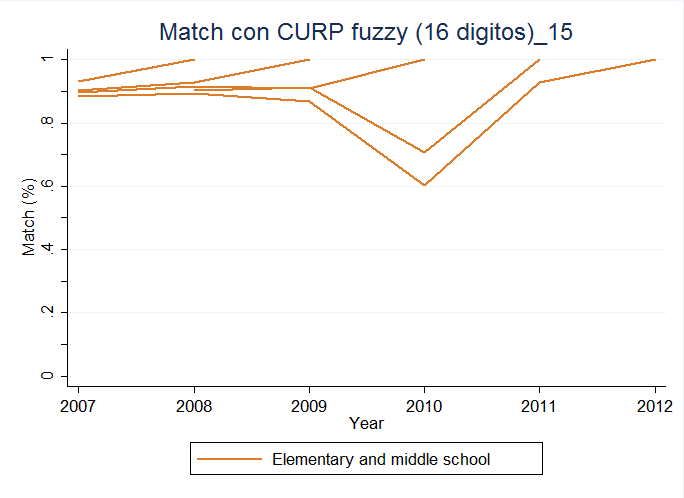 Match con CURP fuzzy (16 digitos)_15
Match (%)
1
.8
.6
.4
.2
0
2007 2008 2009 2010 2011 2012
Year
Elementary and middle school